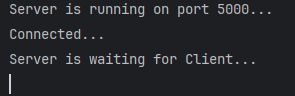 Server is running on port 5000...
Connected...
Server is waiting for Client...